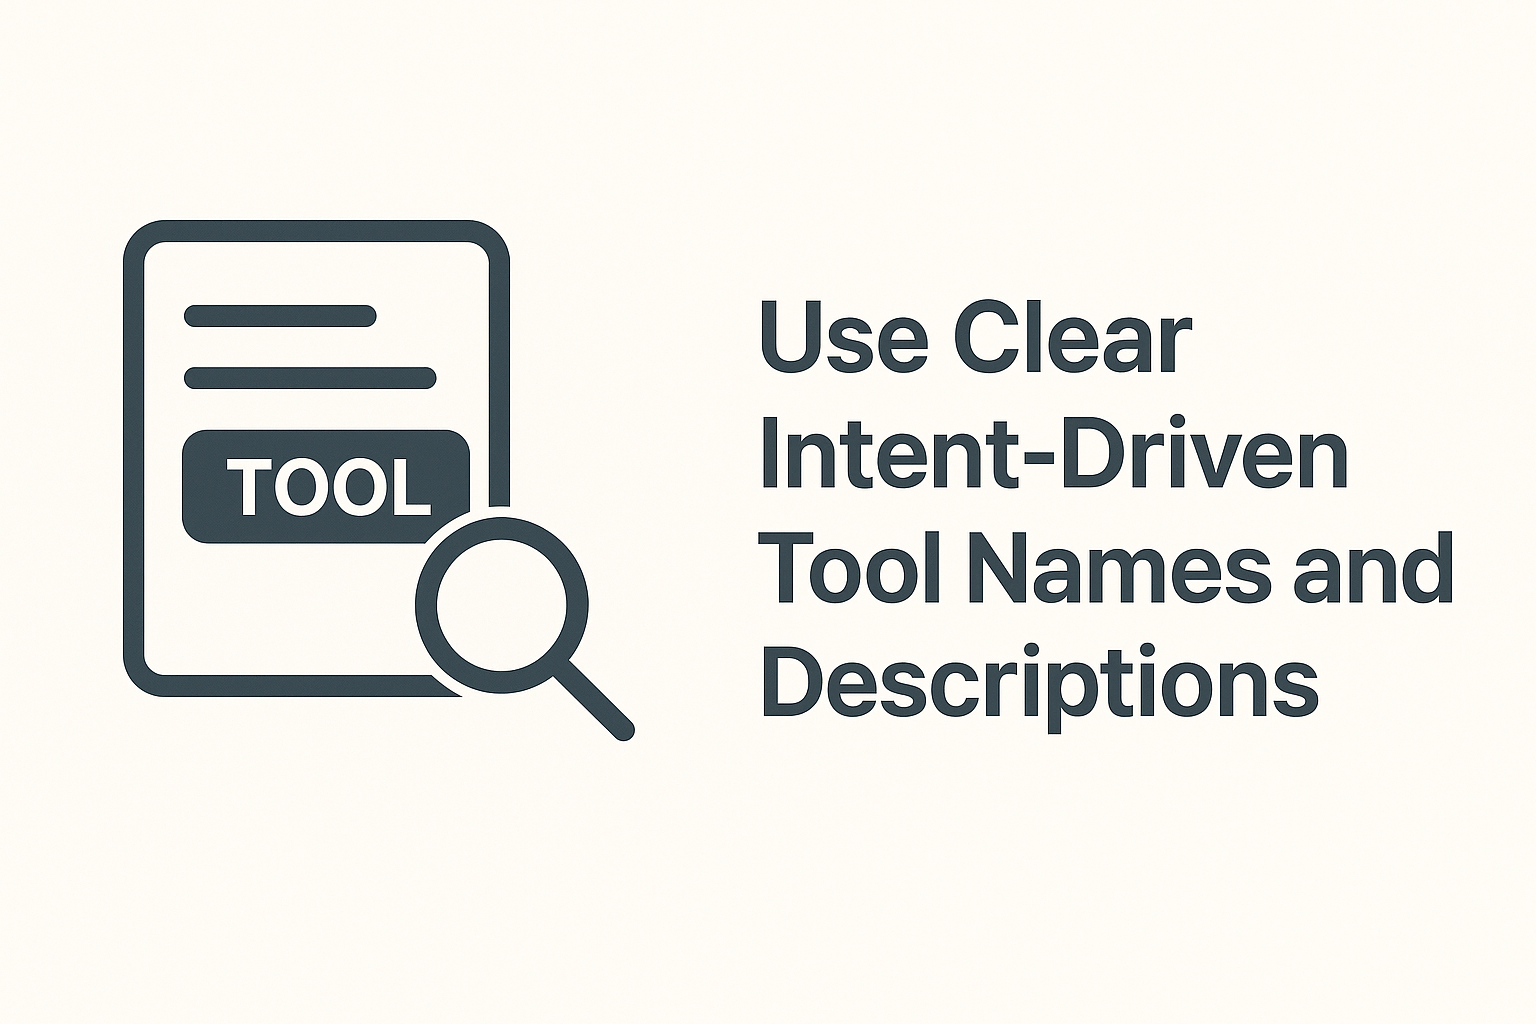 TOOL
Use Clear
Intent-Driven
Tool Names and
Descriptions